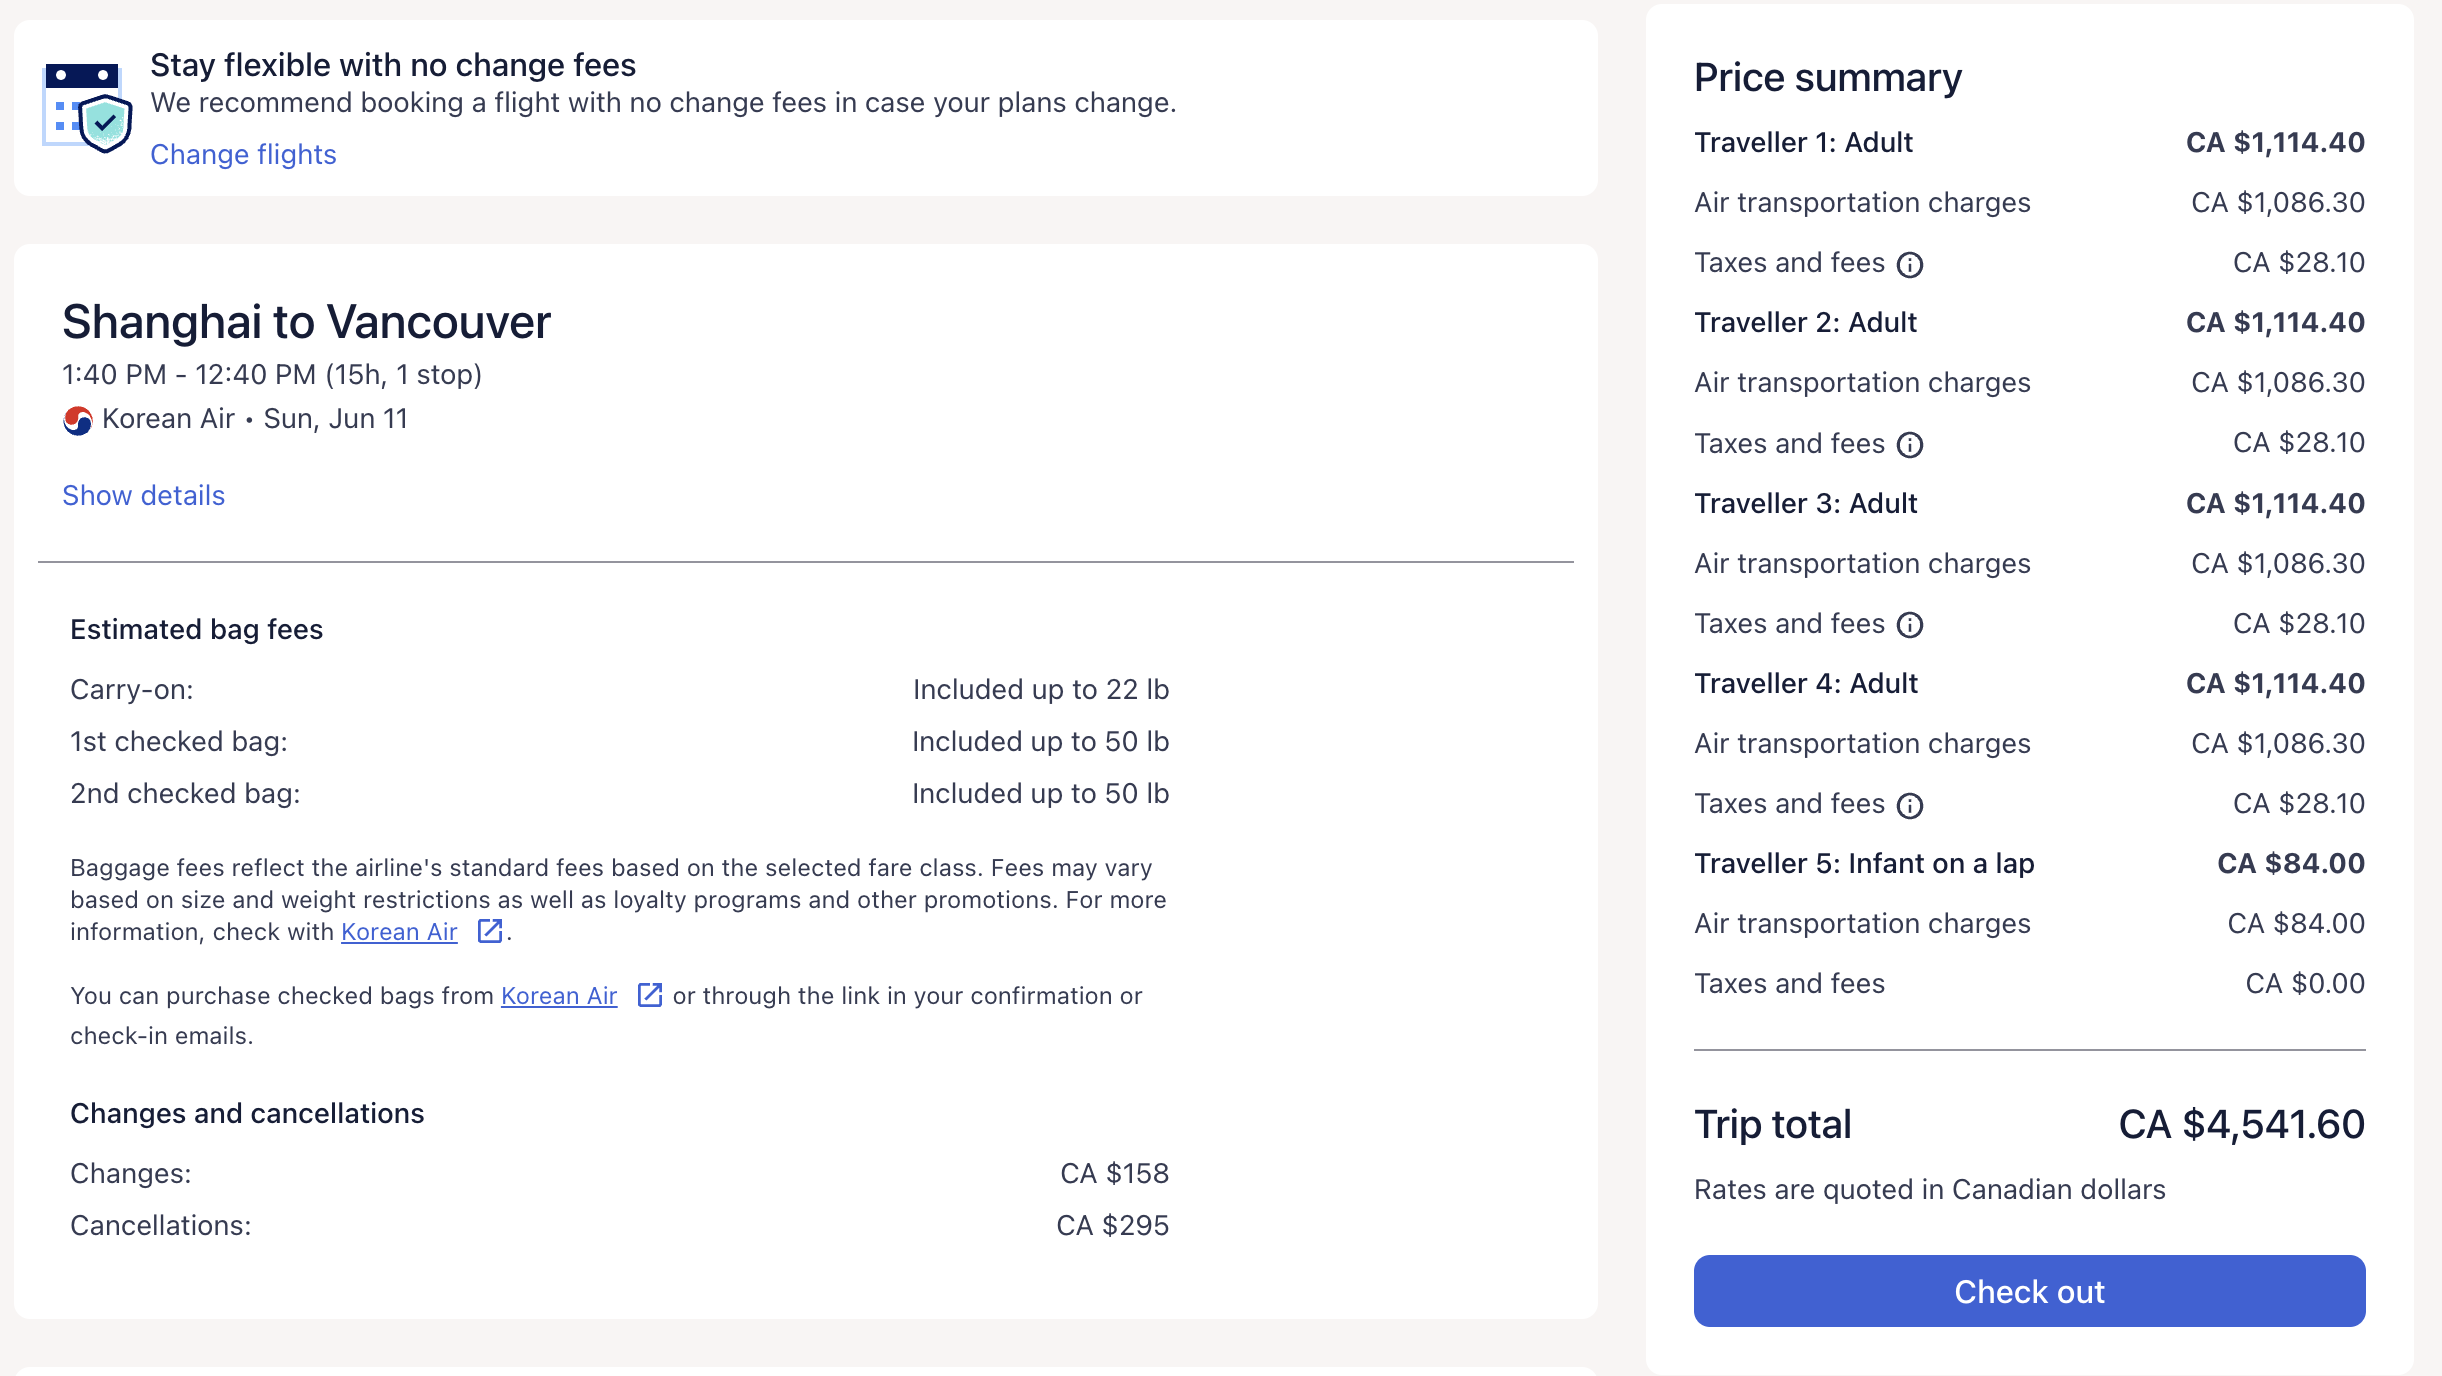 Stay flexible with no change fees
We recommend booking a flight with no change fees in case your plans change.
Change flights
Shanghai to Vancouver
1:40 PM - 12:40 PM (15h, 1 stop)
Korean Air • Sun, Jun 11
Show details
Estimated bag fees
Carry-on: Included up to 22 lb
1st checked bag: Included up to 50 lb
2nd checked bag: Included up to 50 lb
Baggage fees reflect the airline's standard fees based on the selected fare class. Fees may vary
based on size and weight restrictions as well as loyalty programs and other promotions. For more
information, check with Korean Air .
You can purchase checked bags from Korean Air or through the link in your confirmation or
check-in emails.
Changes and cancellations
Changes: CA $158
Cancellations: CA $295
Price summary
Traveller 1: Adult CA $1,114.40
Air transportation charges CA $1,086.30
Taxes and fees CA $28.10
Traveller 2: Adult CA $1,114.40
Air transportation charges CA $1,086.30
Taxes and fees CA $28.10
Traveller 3: Adult CA $1,114.40
Air transportation charges CA $1,086.30
Taxes and fees CA $28.10
Traveller 4: Adult CA $1,114.40
Air transportation charges CA $1,086.30
Taxes and fees CA $28.10
Traveller 5: Infant on a lap CA $84.00
Air transportation charges CA $84.00
Taxes and fees CA $0.00
Trip total CA $4,541.60
Rates are quoted in Canadian dollars
Check out